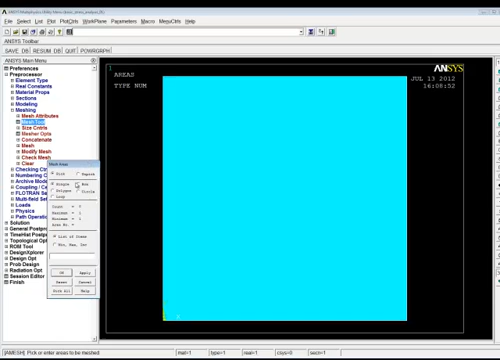 File Select List Plot PlotCtrls WorkPlane Parameters Macro MenuCtrls Help
ANSYS Toolbar
SAVE_DB RESUM_DB QUIT POWRGRPH
ANSYS Main Menu
Preferences
Preprocessor
Element Type
Real Constants
Material Props
Sections
Modeling
Meshing
Mesh Attributes
MeshTool
Size Cntrls
Mesher Opts
Concatenate
Mesh
Modify Mesh
Check Mesh
Clear
Checking Ctrls
Coupling / Ceqn
FLOTRAN Set Up
Archive Model
Multi-field Set
Loads
Physics
Path Operations
Solution
General Postproc
TimeHist Postpro
Topological Opt
ROM Tool
DesignXplorer
Design Opt
Prob Design
Radiation Opt
Session Editor
Finish
Mesh Areas
Pick Unpick
Single Box
Polygon Circle
Loop
Count = 0
Maximum = 1
Minimum = 1
Area No. =
List of Items
Min, Max, Inc
OK Apply
Reset Cancel
Pick All Help
1
AREAS
TYPE NUM
ANSYS
JUL 13 2012
16:08:52
[AMESH] Pick or enter areas to be meshed.
mat=1 type=1 real=1 csys=0 secn=1